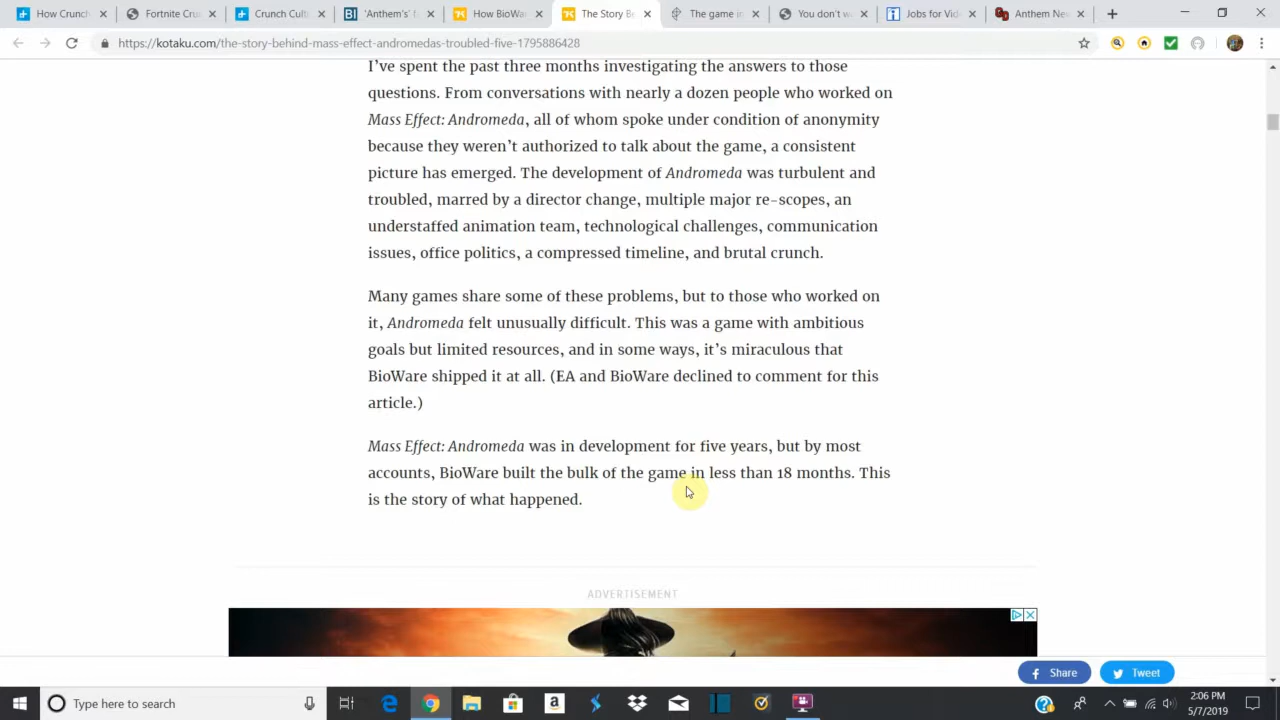 How Crunch
Fortnite Cru
Crunch Cult
'Anthem's' f
How BioWa
The Story Be
The game in
You don't w
Jobs for Vid
Anthem Ne
https://kotaku.com/the-story-behind-mass-effect-andromedas-troubled-five-1795886428
I've spent the past three months investigating the answers to those
questions. From conversations with nearly a dozen people who worked on
Mass Effect: Andromeda, all of whom spoke under condition of anonymity
because they weren't authorized to talk about the game, a consistent
picture has emerged. The development of Andromeda was turbulent and
troubled, marred by a director change, multiple major re-scopes, an
understaffed animation team, technological challenges, communication
issues, office politics, a compressed timeline, and brutal crunch.
Many games share some of these problems, but to those who worked on
it, Andromeda felt unusually difficult. This was a game with ambitious
goals but limited resources, and in some ways, it's miraculous that
BioWare shipped it at all. (EA and BioWare declined to comment for this
article.)
Mass Effect: Andromeda was in development for five years, but by most
accounts, BioWare built the bulk of the game in less than 18 months. This
is the story of what happened.
ADVERTISEMENT
Share
Tweet
Type here to search
2:06 PM
5/7/2019